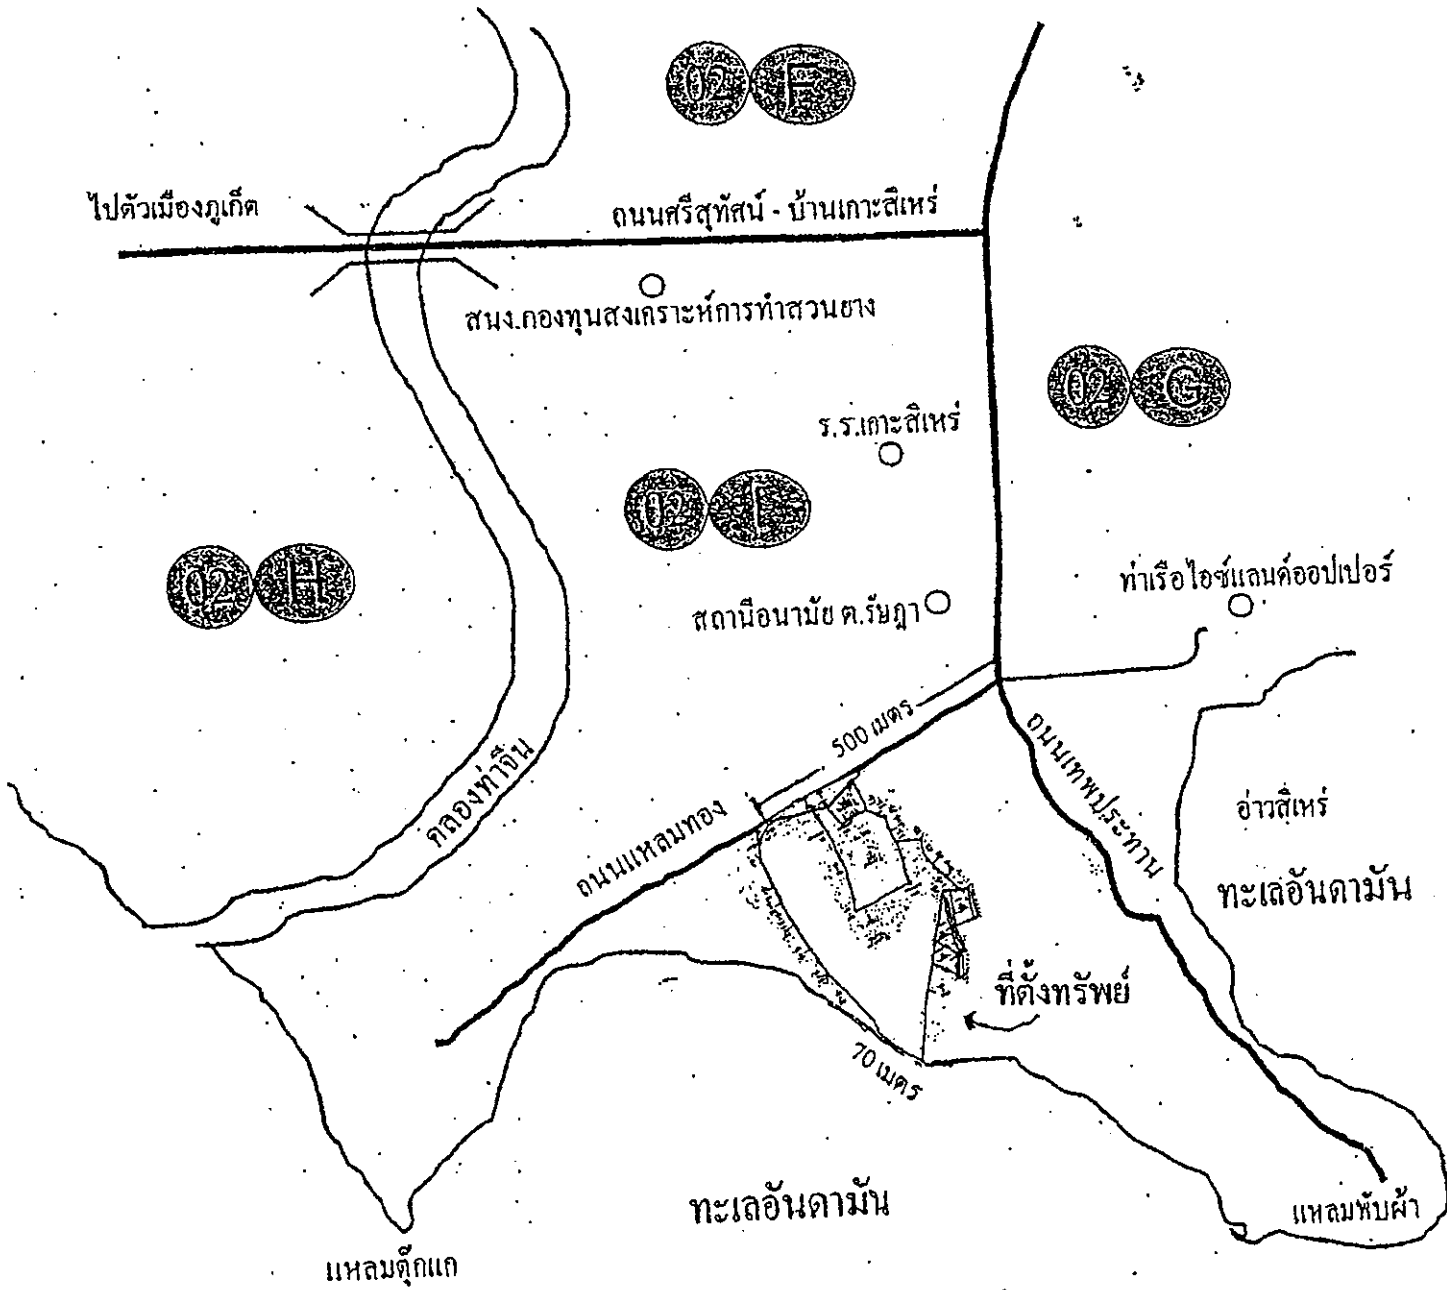 02 F
ไปตัวเมืองภูเก็ต
ถนนศรีสุทัศน์ - บ้านเกาะสิเหร่
สนง.กองทุนสงเคราะห์การทำสวนยาง
02 G
ร.ร.เกาะสิเหร่
02 I
02 H
ท่าเรือไอซ์แลนด์ออปเปอร์
สถานีอนามัย ต.รัษฎา
500 เมตร
ถนนเทพประทาน
คลองท่าจีน
ถนนแหลมทอง
อ่าวสิเหร่
ทะเลอันดามัน
ที่ตั้งทรัพย์
70 เมตร
ทะเลอันดามัน
แหลมพับผ้า
แหลมตุ๊กแก